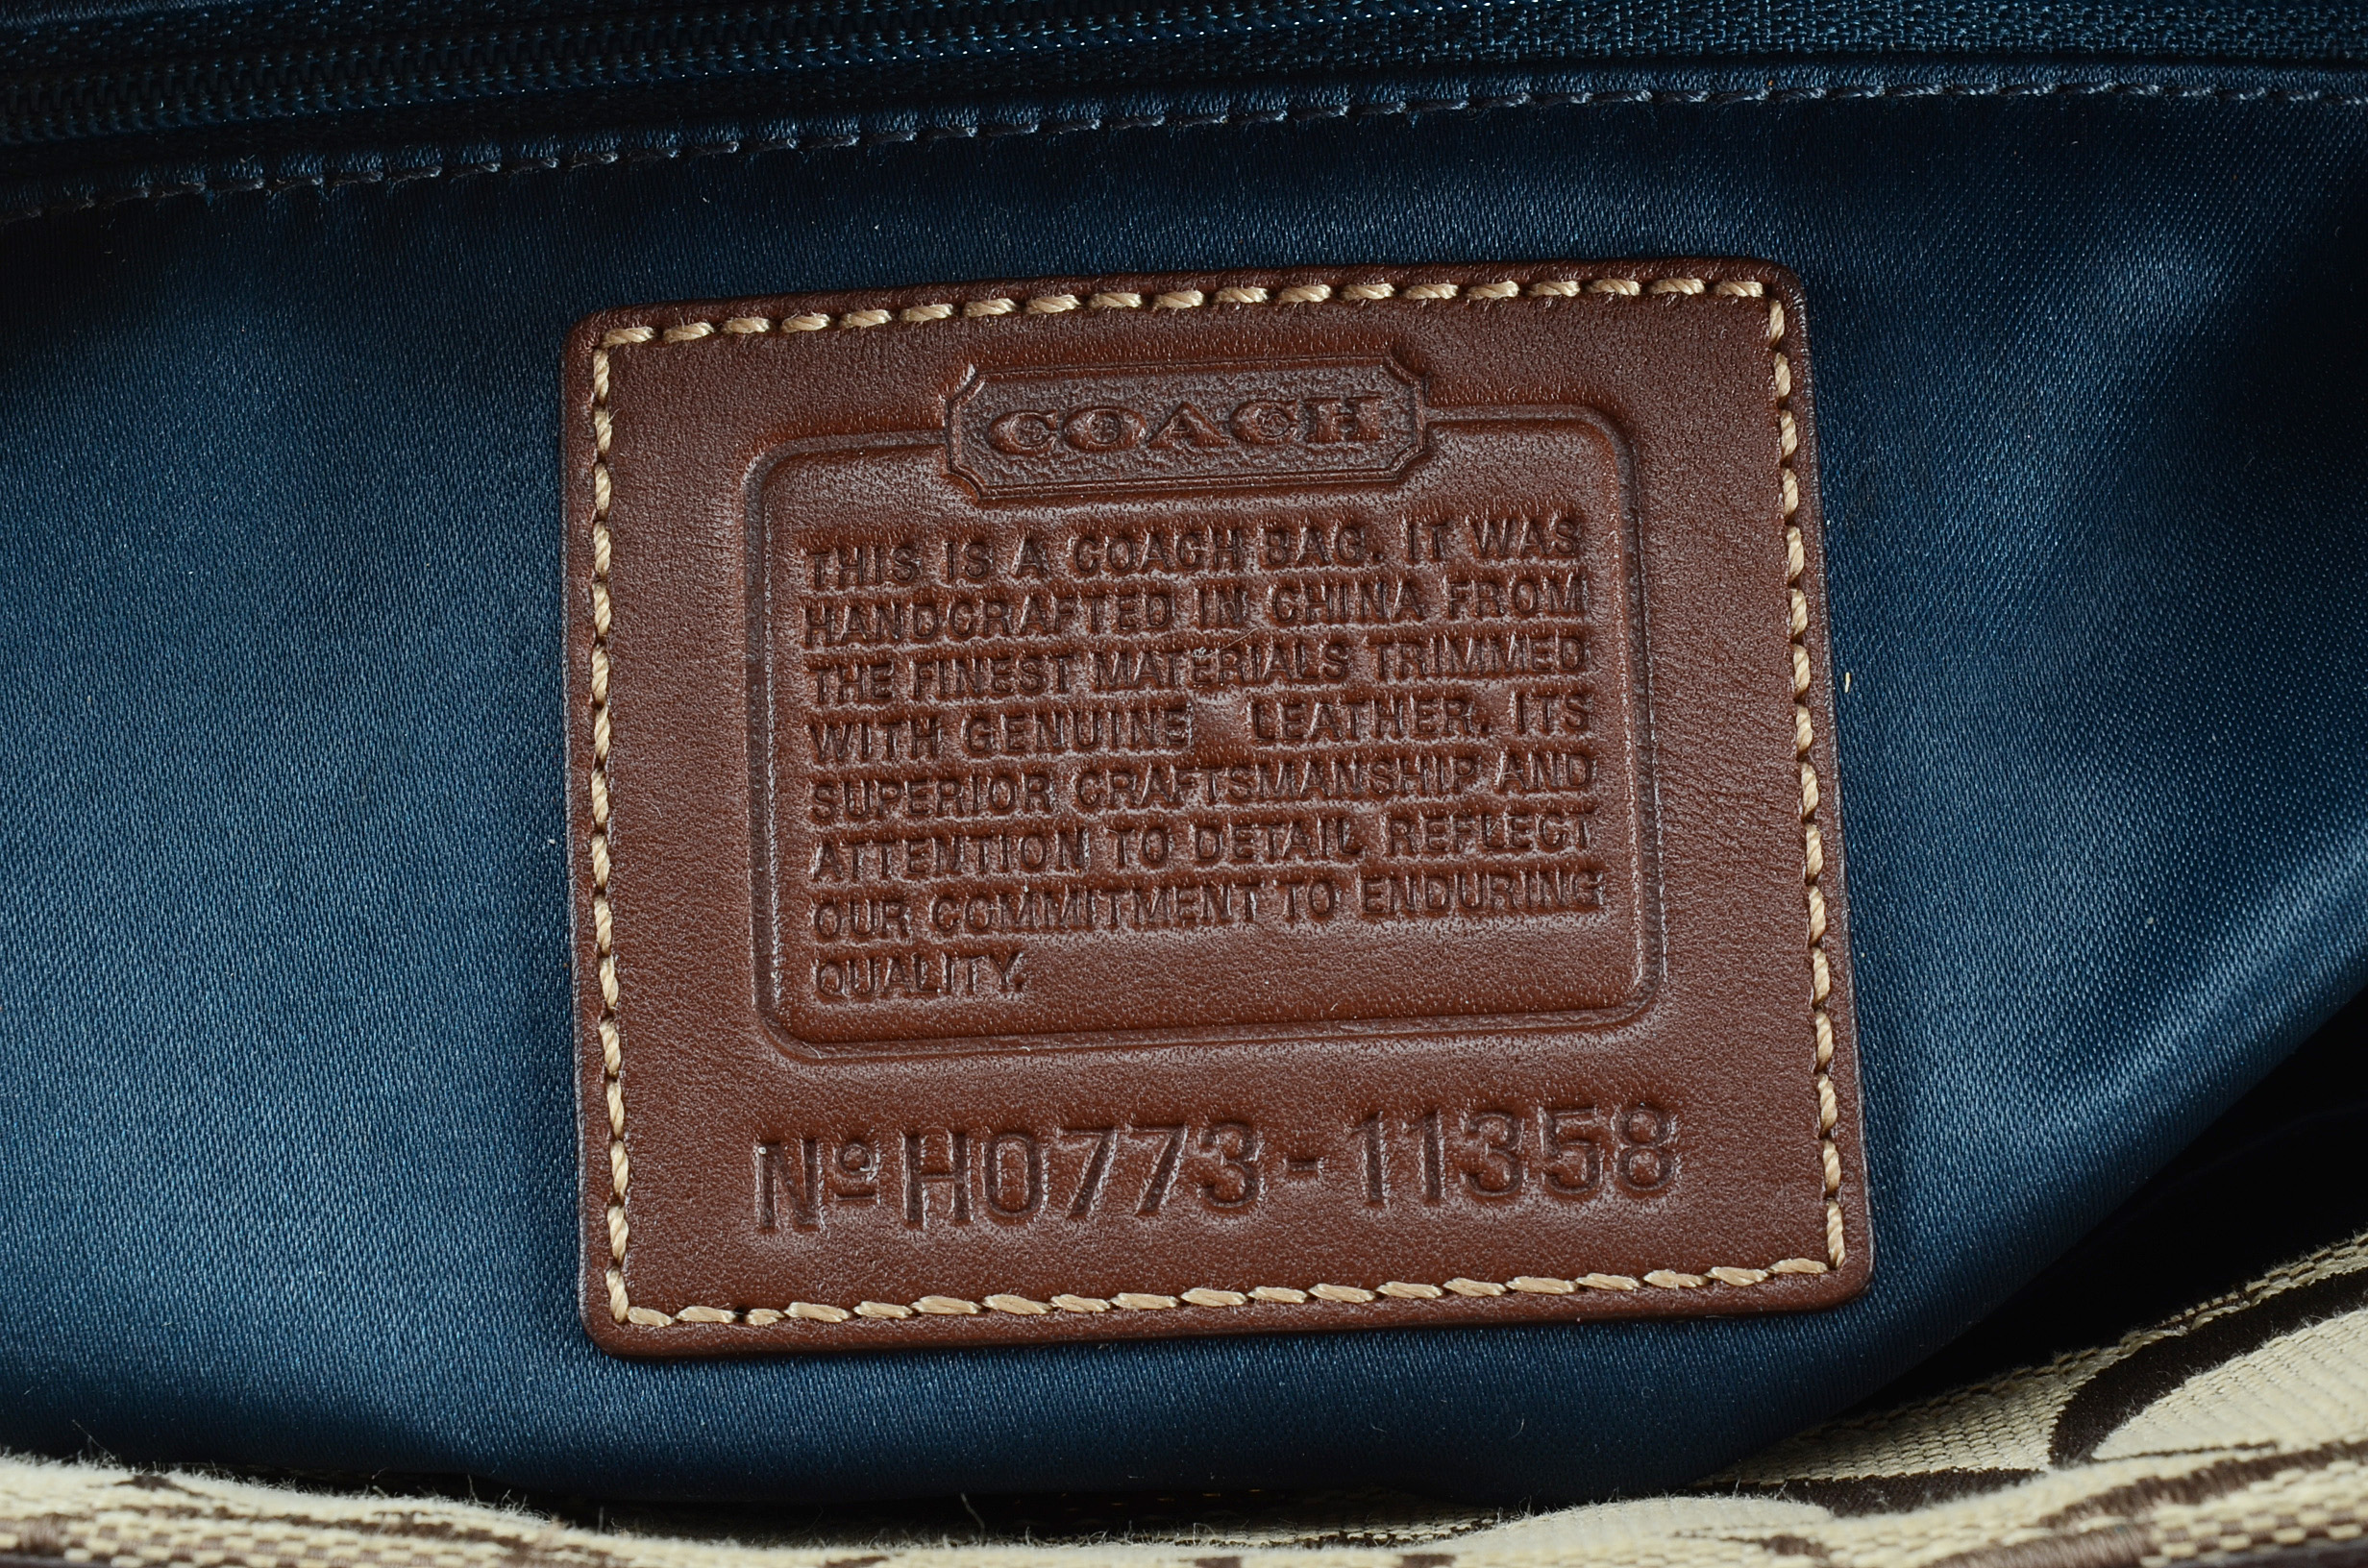 COACH
THIS IS A COACH BAG. IT WAS
HANDCRAFTED IN CHINA FROM
THE FINEST MATERIALS TRIMMED
WITH GENUINE LEATHER. ITS
SUPERIOR CRAFTSMANSHIP AND
ATTENTION TO DETAIL REFLECT
OUR COMMITMENT TO ENDURING
QUALITY.
Nº H0773-11358